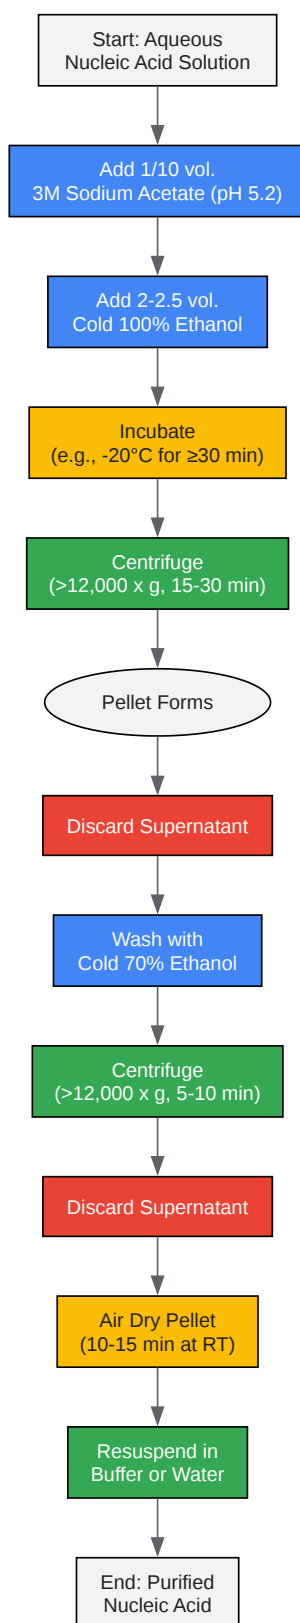 Start: Aqueous
Nucleic Acid Solution
Add 1/10 vol.
3M Sodium Acetate (pH 5.2)
Add 2-2.5 vol.
Cold 100% Ethanol
Incubate
(e.g., -20°C for ≥30 min)
Centrifuge
(>12,000 x g, 15-30 min)
Pellet Forms
Discard Supernatant
Wash with
Cold 70% Ethanol
Centrifuge
(>12,000 x g, 5-10 min)
Discard Supernatant
Air Dry Pellet
(10-15 min at RT)
Resuspend in
Buffer or Water
End: Purified
Nucleic Acid